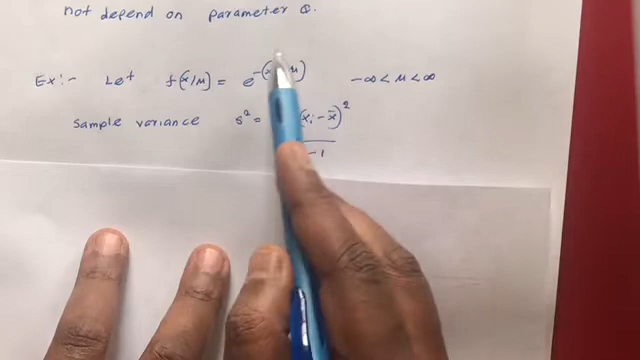 not depend on parameter θ.
Ex:- Let f(x/μ) = e^-(x μ) -∞ < μ < ∞
Sample variance s² = (xᵢ - x̄)²
-1